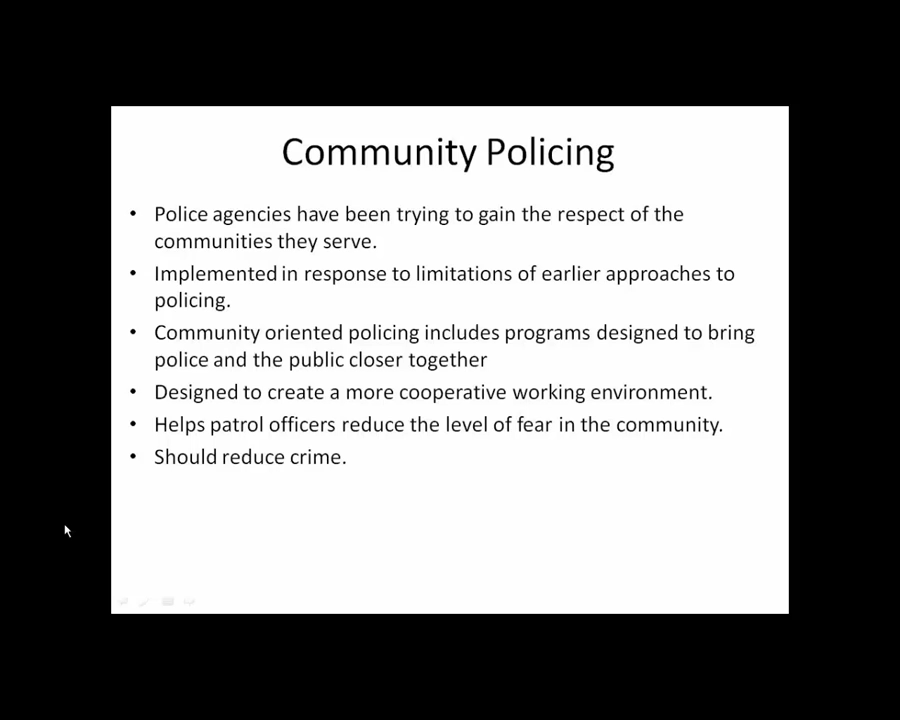 Community Policing
• Police agencies have been trying to gain the respect of the
communities they serve.
• Implemented in response to limitations of earlier approaches to
policing.
• Community oriented policing includes programs designed to bring
police and the public closer together
• Designed to create a more cooperative working environment.
• Helps patrol officers reduce the level of fear in the community.
• Should reduce crime.